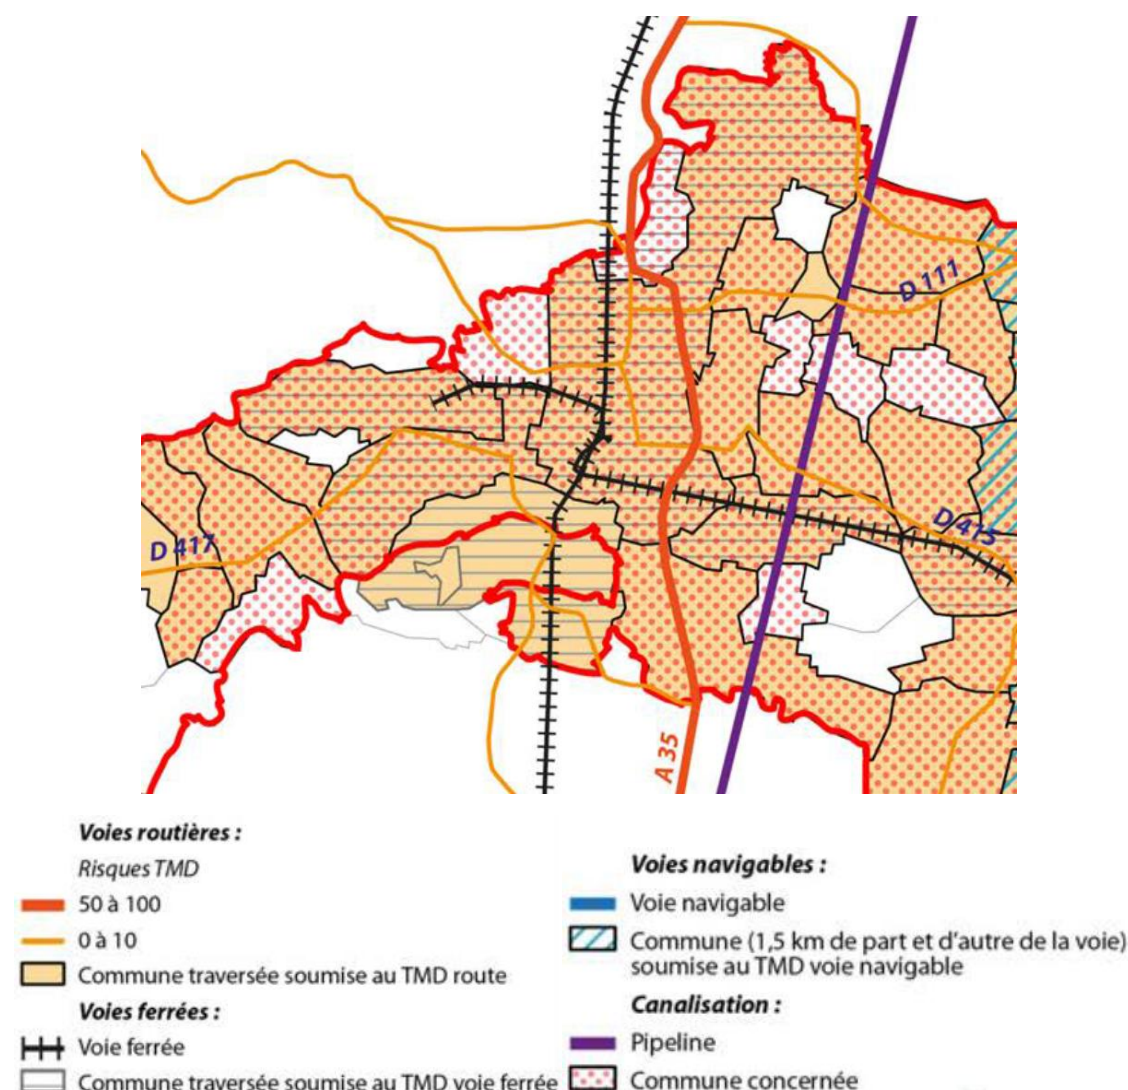 D 111
D 417
D 415
A 35
Voies routières :
Risques TMD
50 à 100
0 à 10
Commune traversée soumise au TMD route
Voies ferrées :
Voie ferrée
Commune traversée soumise au TMD voie ferrée
Voies navigables :
Voie navigable
Commune (1,5 km de part et d'autre de la voie)
soumise au TMD voie navigable
Canalisation :
Pipeline
Commune concernée